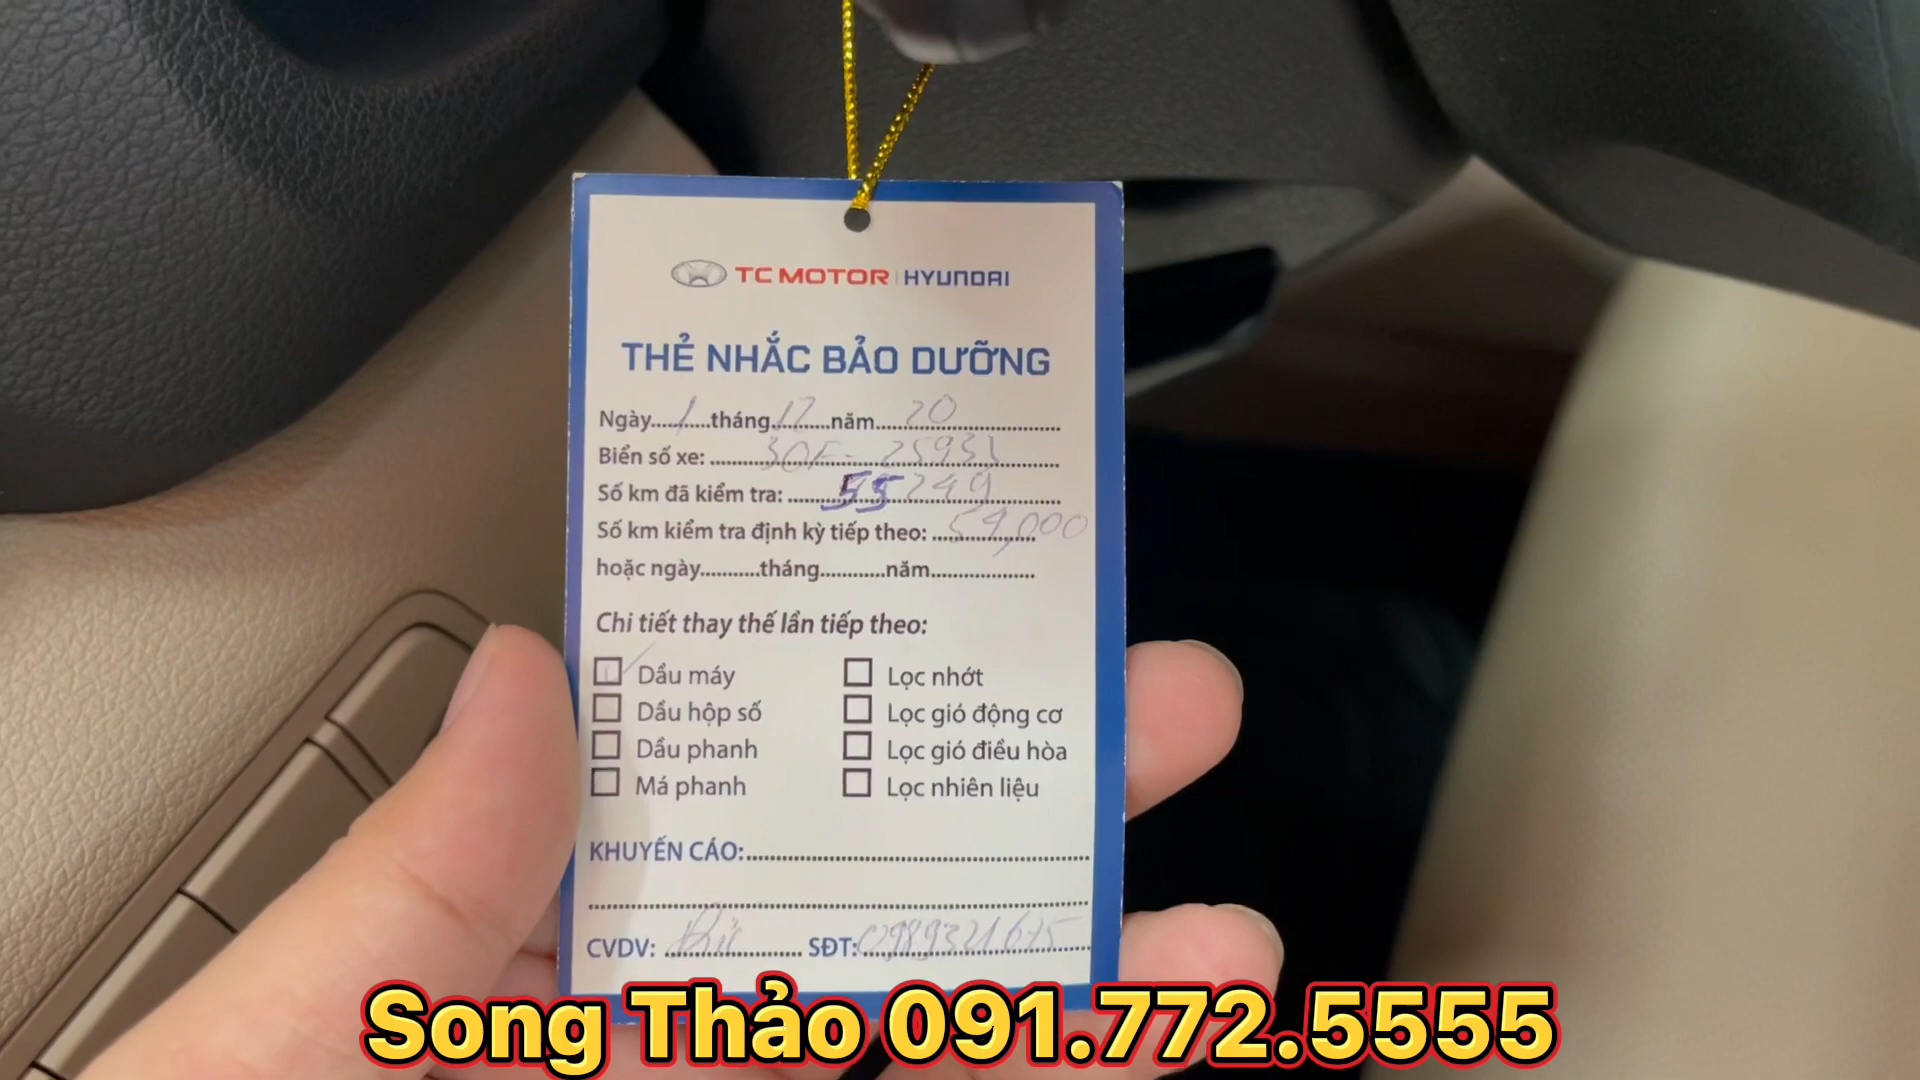 TC MOTOR | HYUNDAI
THẺ NHẮC BẢO DƯỠNG
Ngày......1....tháng..12.....năm......20......
Biển số xe: ........30F- 25933........
Số km đã kiểm tra: ........55249........
Số km kiểm tra định kỳ tiếp theo: ....59,000....
hoặc ngày...........tháng............năm...................
Chi tiết thay thế lần tiếp theo:
Dầu máy
Lọc nhớt
Dầu hộp số
Lọc gió động cơ
Dầu phanh
Lọc gió điều hòa
Má phanh
Lọc nhiên liệu
KHUYẾN CÁO:
CVDV: ........ SĐT: 0989321675
Song Thảo 091.772.5555